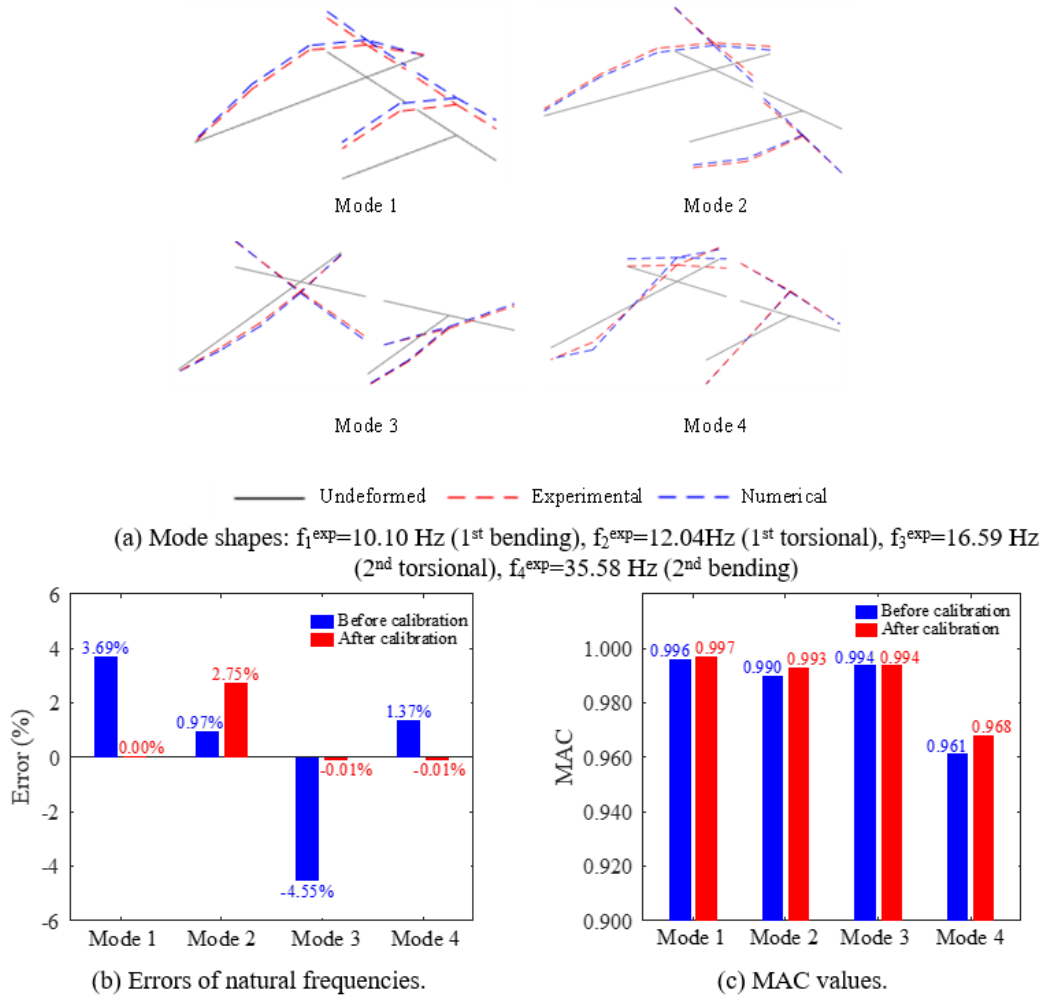 Mode 1
Mode 2
Mode 3
Mode 4
Undeformed Experimental Numerical
(a) Mode shapes: f₁ᵉˣᵖ=10.10 Hz (1ˢᵗ bending), f₂ᵉˣᵖ=12.04Hz (1ˢᵗ torsional), f₃ᵉˣᵖ=16.59 Hz
(2ⁿᵈ torsional), f₄ᵉˣᵖ=35.58 Hz (2ⁿᵈ bending)
Error (%)
6
4
2
0
-2
-4
-6
Before calibration
After calibration
3.69%
0.00%
0.97%
2.75%
-4.55%
-0.01%
1.37%
-0.01%
Mode 1 Mode 2 Mode 3 Mode 4
(b) Errors of natural frequencies.
MAC
1.000
0.980
0.960
0.940
0.920
0.900
Before calibration
After calibration
0.996
0.997
0.990
0.993
0.994
0.994
0.961
0.968
Mode 1 Mode 2 Mode 3 Mode 4
(c) MAC values.